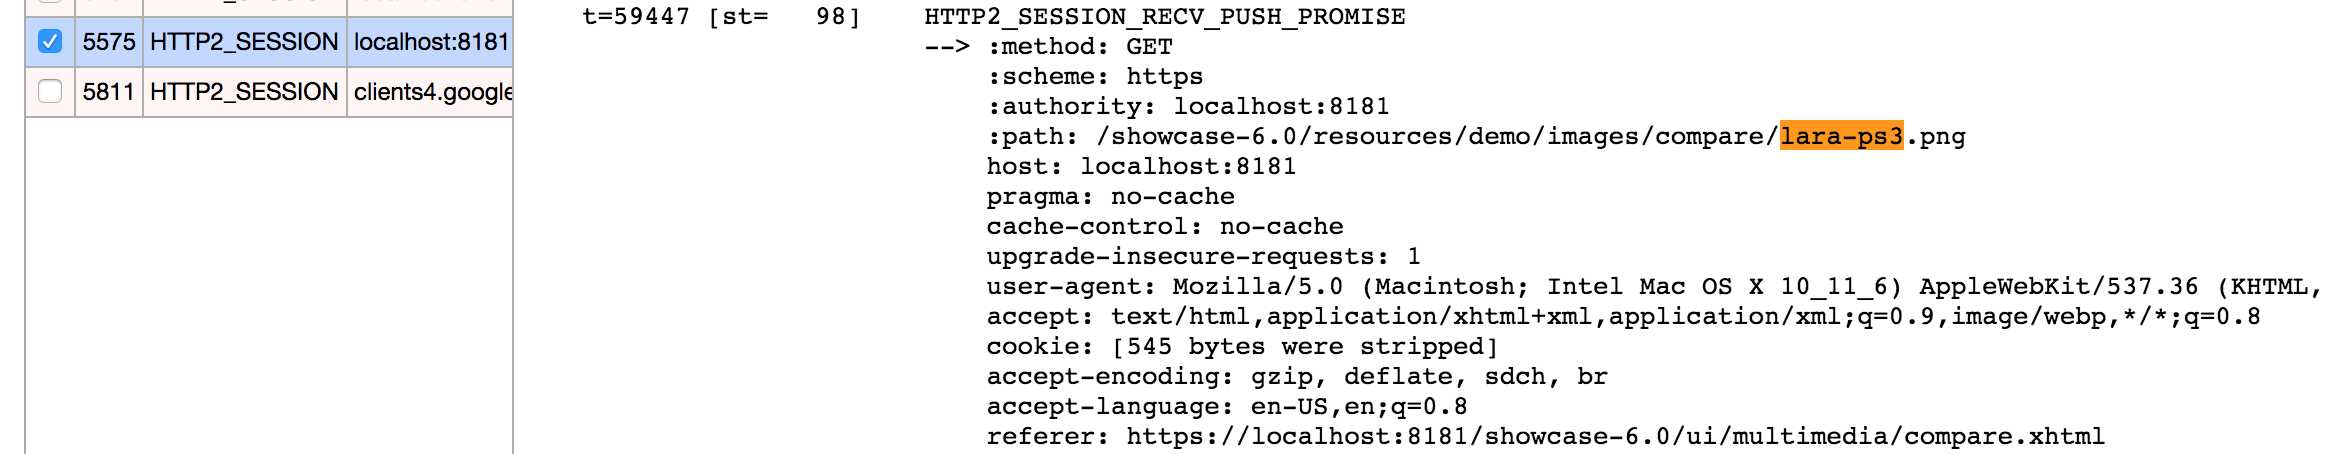 t=59447 [st=   98]    HTTP2_SESSION_RECV_PUSH_PROMISE
5575 HTTP2_SESSION localhost:8181
--> :method: GET
:scheme: https
5811 HTTP2_SESSION clients4.google
:authority: localhost:8181
:path: /showcase-6.0/resources/demo/images/compare/lara-ps3.png
host: localhost:8181
pragma: no-cache
cache-control: no-cache
upgrade-insecure-requests: 1
user-agent: Mozilla/5.0 (Macintosh; Intel Mac OS X 10_11_6) AppleWebKit/537.36 (KHTML,
accept: text/html,application/xhtml+xml,application/xml;q=0.9,image/webp,*/*;q=0.8
cookie: [545 bytes were stripped]
accept-encoding: gzip, deflate, sdch, br
accept-language: en-US,en;q=0.8
referer: https://localhost:8181/showcase-6.0/ui/multimedia/compare.xhtml